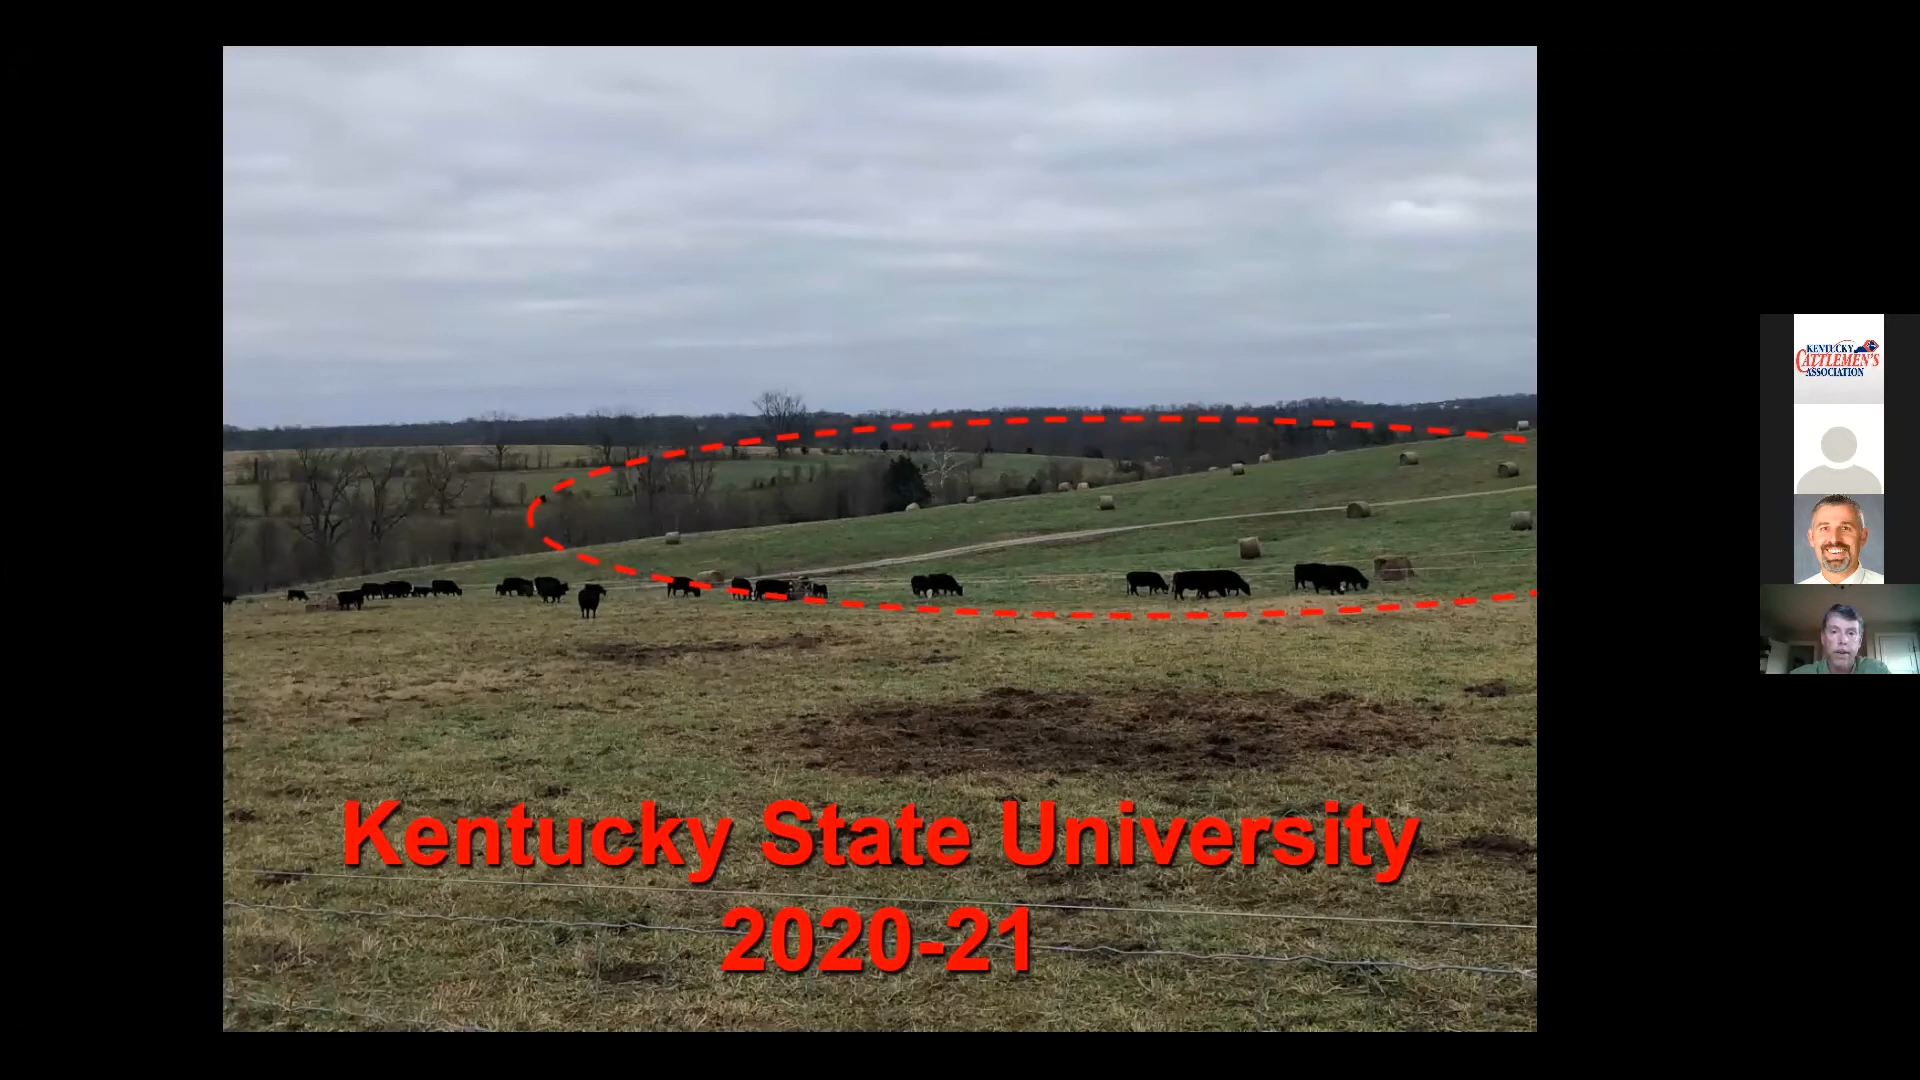 Kentucky State University
2020-21
KENTUCKY
CATTLEMEN'S
ASSOCIATION